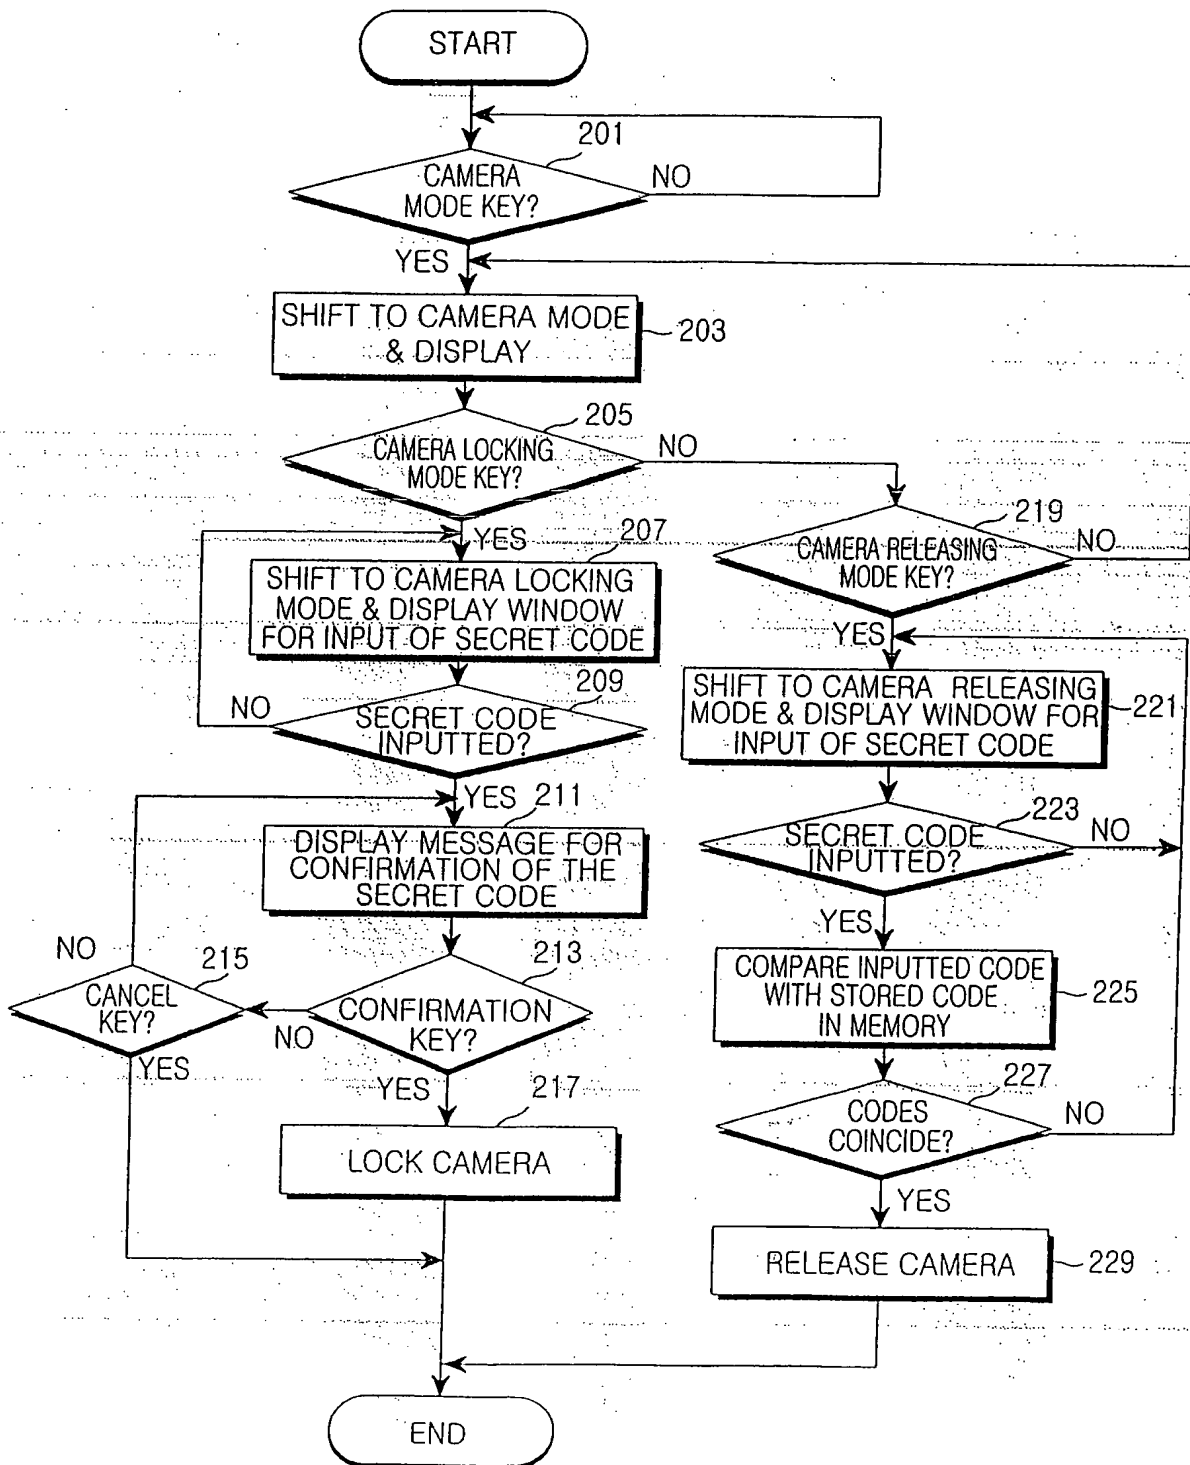 START
201
CAMERA
MODE KEY?
NO
YES
SHIFT TO CAMERA MODE
& DISPLAY
203
205
CAMERA LOCKING
MODE KEY?
NO
YES
207
219
CAMERA RELEASING
MODE KEY?
NO
SHIFT TO CAMERA LOCKING
MODE & DISPLAY WINDOW
FOR INPUT OF SECRET CODE
YES
209
NO
SECRET CODE
INPUTTED?
SHIFT TO CAMERA RELEASING
MODE & DISPLAY WINDOW FOR
INPUT OF SECRET CODE
221
YES
211
223
SECRET CODE
INPUTTED?
NO
DISPLAY MESSAGE FOR
CONFIRMATION OF THE
SECRET CODE
YES
NO
215
213
CANCEL
KEY?
NO
CONFIRMATION
KEY?
COMPARE INPUTTED CODE
WITH STORED CODE
IN MEMORY
225
YES
YES
217
227
CODES
COINCIDE?
NO
LOCK CAMERA
YES
RELEASE CAMERA
229
END